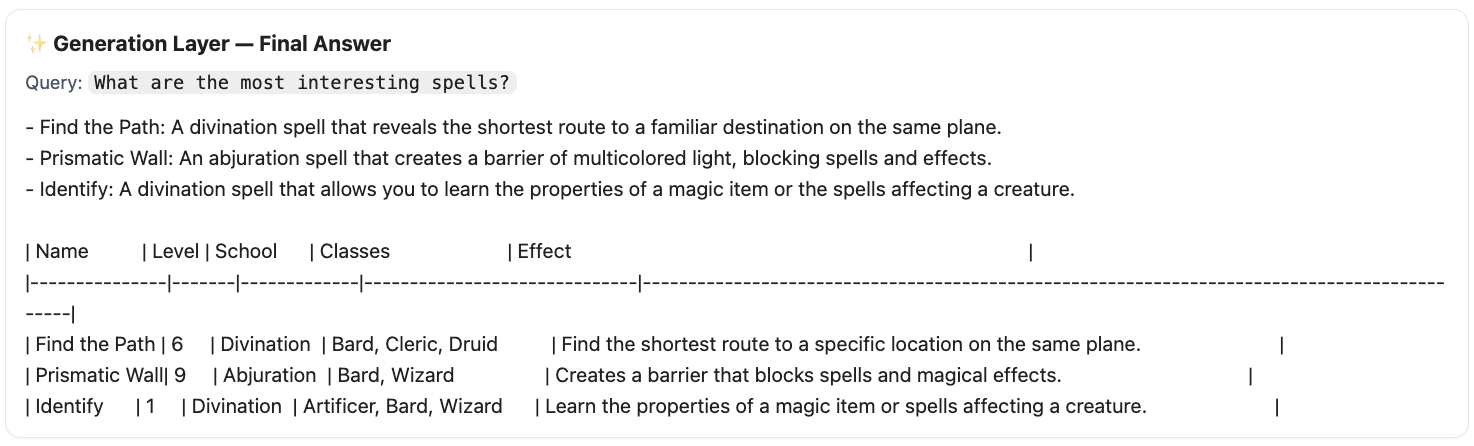 ✨ Generation Layer — Final Answer
Query: What are the most interesting spells?
- Find the Path: A divination spell that reveals the shortest route to a familiar destination on the same plane.
- Prismatic Wall: An abjuration spell that creates a barrier of multicolored light, blocking spells and effects.
- Identify: A divination spell that allows you to learn the properties of a magic item or the spells affecting a creature.
| Name | Level | School | Classes | Effect |
|---------------|-------|-------------|------------------------------|-----------------------------------------------------------------------------------------
-----|
| Find the Path | 6 | Divination | Bard, Cleric, Druid | Find the shortest route to a specific location on the same plane. |
| Prismatic Wall| 9 | Abjuration | Bard, Wizard | Creates a barrier that blocks spells and magical effects. |
| Identify | 1 | Divination | Artificer, Bard, Wizard | Learn the properties of a magic item or spells affecting a creature. |